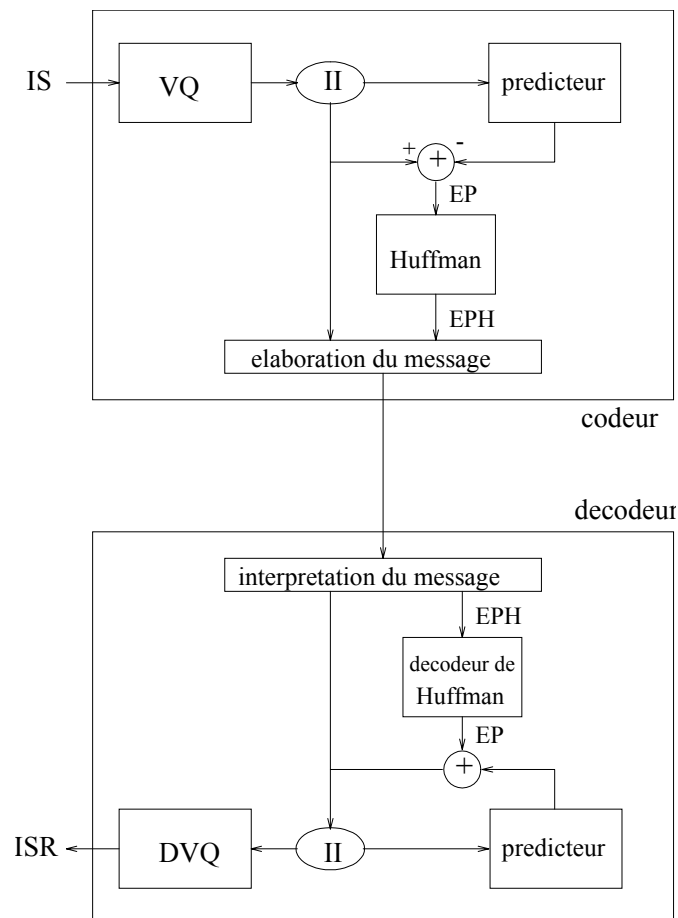 IS
VQ
II
predicteur
+
-
+
EP
Huffman
EPH
elaboration du message
codeur
decodeur
interpretation du message
EPH
decodeur de
Huffman
EP
+
ISR
DVQ
II
predicteur